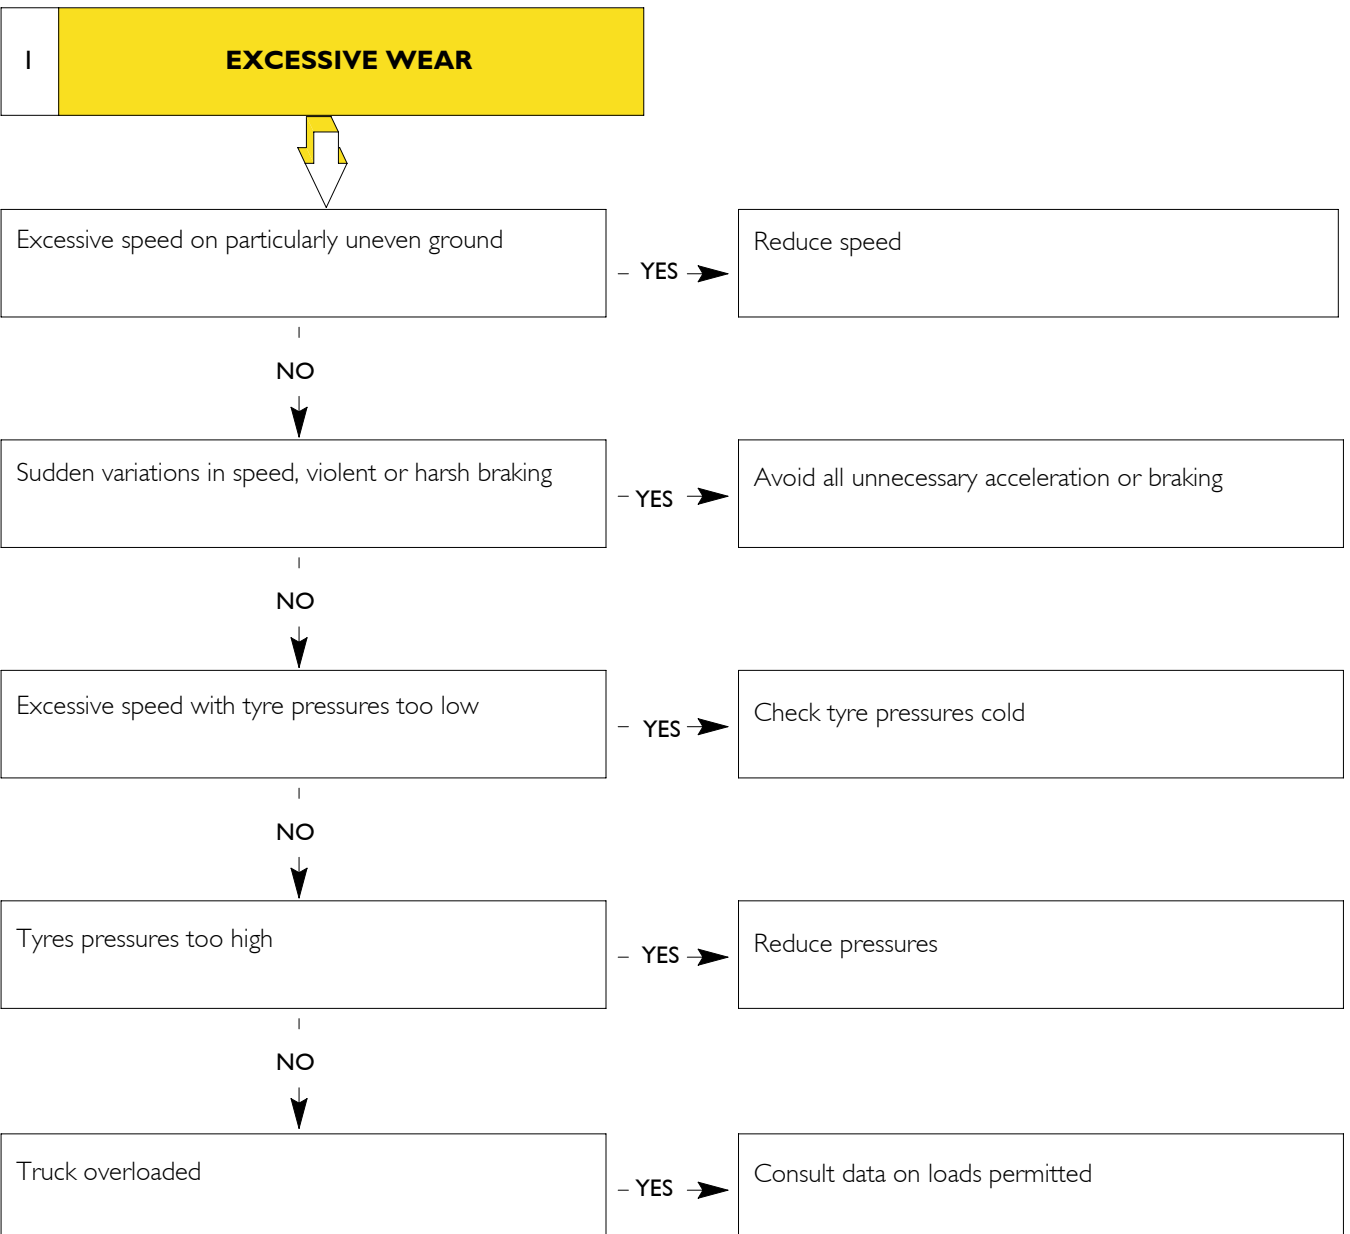 1
EXCESSIVE WEAR
Excessive speed on particularly uneven ground
YES
Reduce speed
NO
Sudden variations in speed, violent or harsh braking
YES
Avoid all unnecessary acceleration or braking
NO
Excessive speed with tyre pressures too low
YES
Check tyre pressures cold
NO
Tyres pressures too high
YES
Reduce pressures
NO
Truck overloaded
YES
Consult data on loads permitted